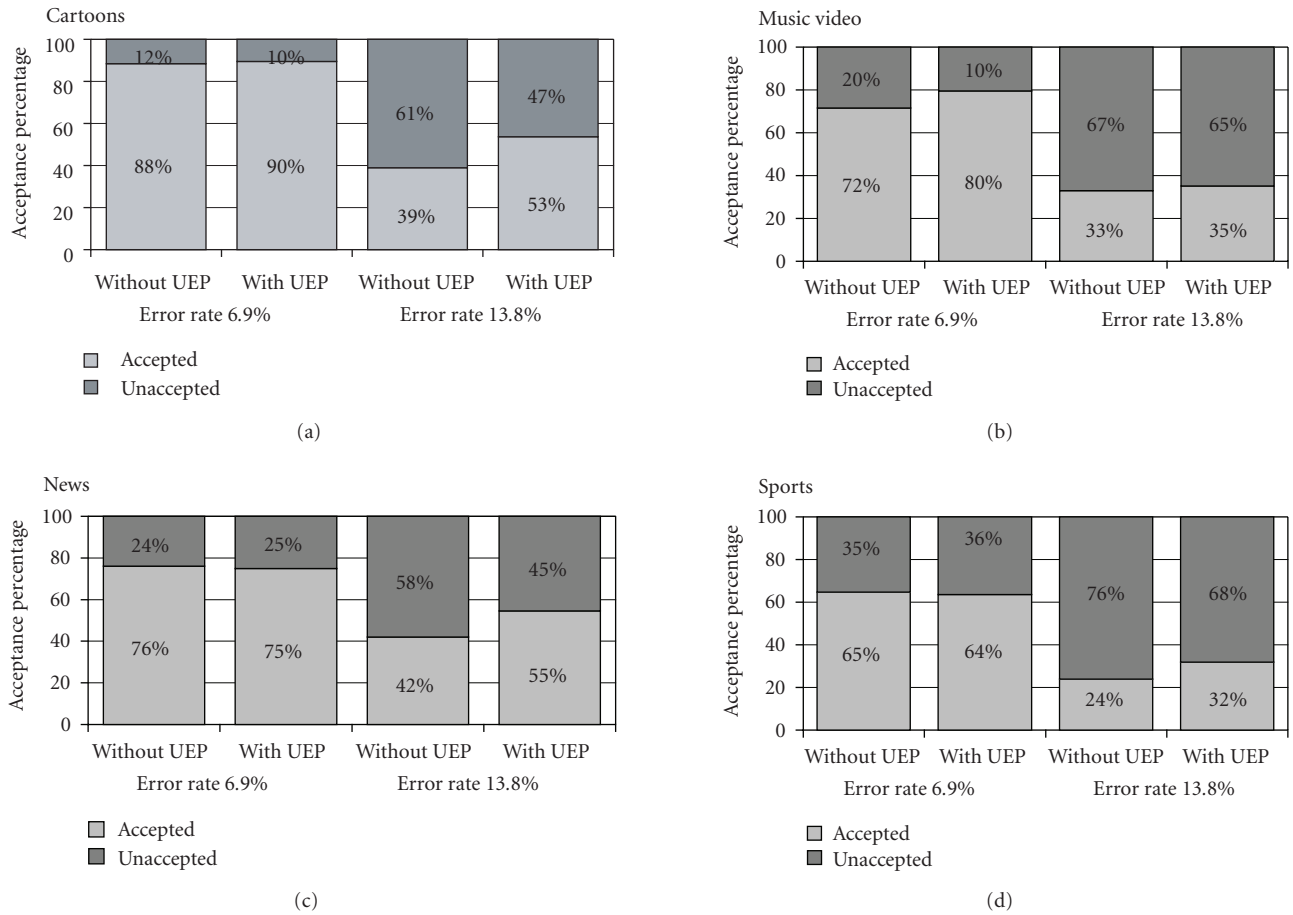 Cartoons
Acceptance percentage
100
80
60
40
20
0
12%
10%
61%
47%
88%
90%
39%
53%
Without UEP With UEP Without UEP With UEP
Error rate 6.9% Error rate 13.8%
Accepted
Unaccepted
(a)
Music video
Acceptance percentage
100
80
60
40
20
0
20%
10%
67%
65%
72%
80%
33%
35%
Without UEP With UEP Without UEP With UEP
Error rate 6.9% Error rate 13.8%
Accepted
Unaccepted
(b)
News
Acceptance percentage
100
80
60
40
20
0
24%
25%
58%
45%
76%
75%
42%
55%
Without UEP With UEP Without UEP With UEP
Error rate 6.9% Error rate 13.8%
Accepted
Unaccepted
(c)
Sports
Acceptance percentage
100
80
60
40
20
0
35%
36%
76%
68%
65%
64%
24%
32%
Without UEP With UEP Without UEP With UEP
Error rate 6.9% Error rate 13.8%
Accepted
Unaccepted
(d)